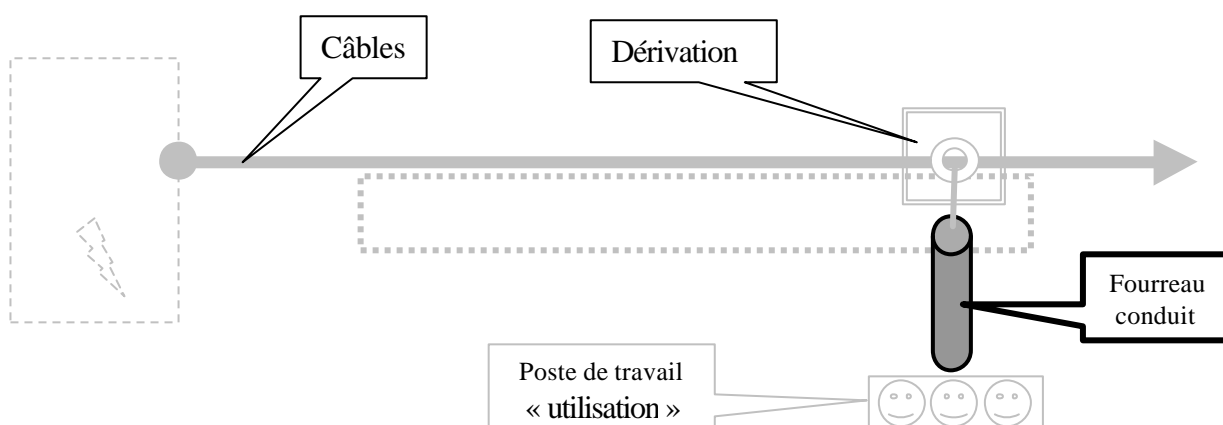 Câbles
Dérivation
Fourreau
conduit
Poste de travail
« utilisation »